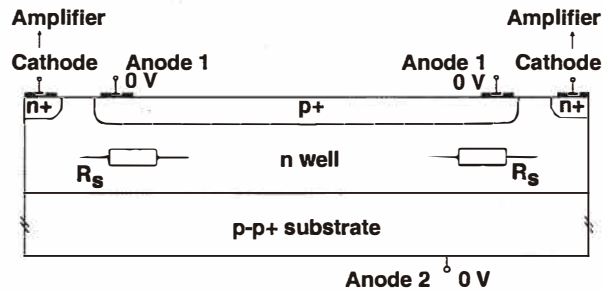 Amplifier Amplifier
Cathode Anode 1 Anode 1 Cathode
0 V 0 V
n+ p+ n+
n well
Rs Rs
p-p+ substrate
Anode 2 0 V